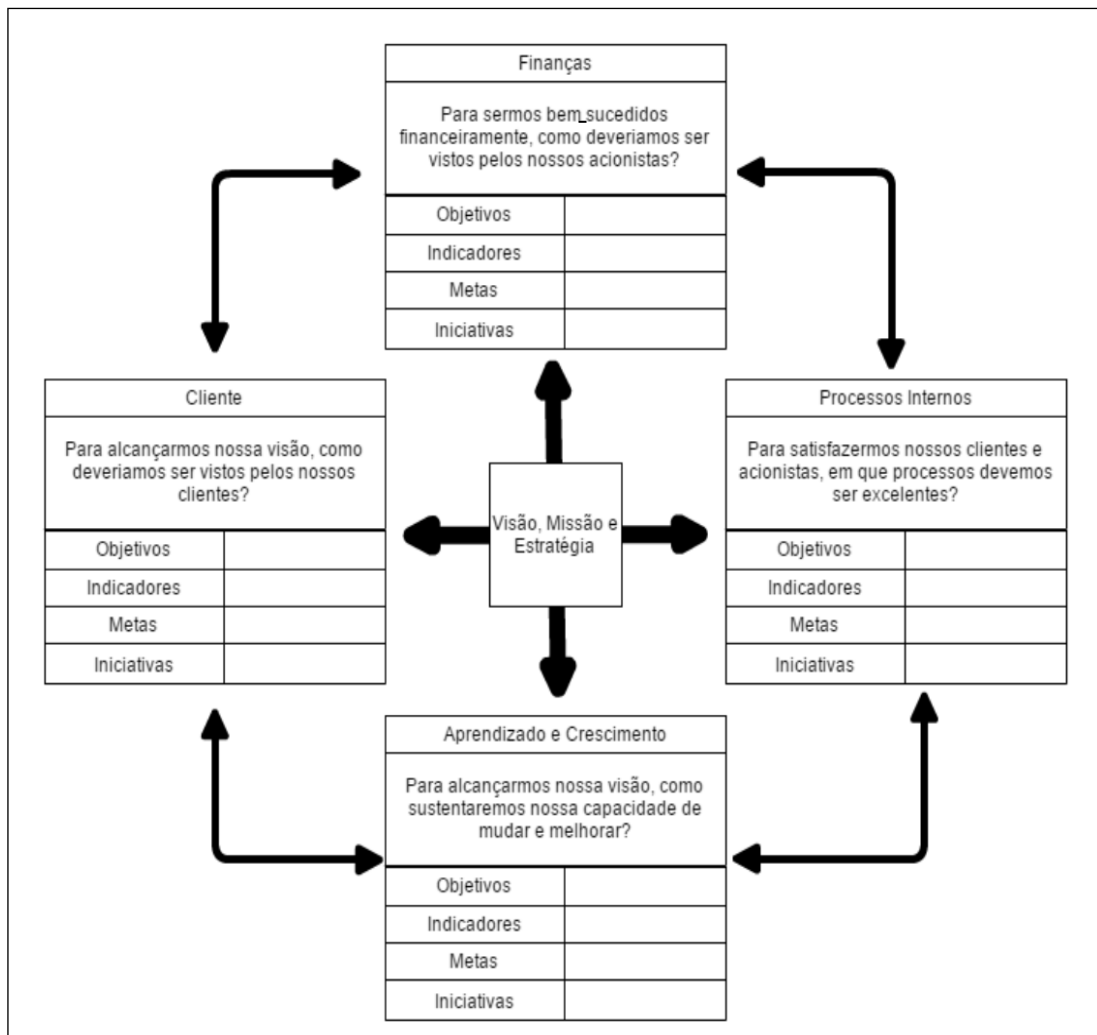 Finanças
Para sermos bem_sucedidos
financeiramente, como deveriamos ser
vistos pelos nossos acionistas?
Objetivos
Indicadores
Metas
Iniciativas
Cliente
Para alcançarmos nossa visão, como
deveriamos ser vistos pelos nossos
clientes?
Objetivos
Indicadores
Metas
Iniciativas
Visão, Missão e
Estratégia
Processos Internos
Para satisfazermos nossos clientes e
acionistas, em que processos devemos
ser excelentes?
Objetivos
Indicadores
Metas
Iniciativas
Aprendizado e Crescimento
Para alcançarmos nossa visão, como
sustentaremos nossa capacidade de
mudar e melhorar?
Objetivos
Indicadores
Metas
Iniciativas